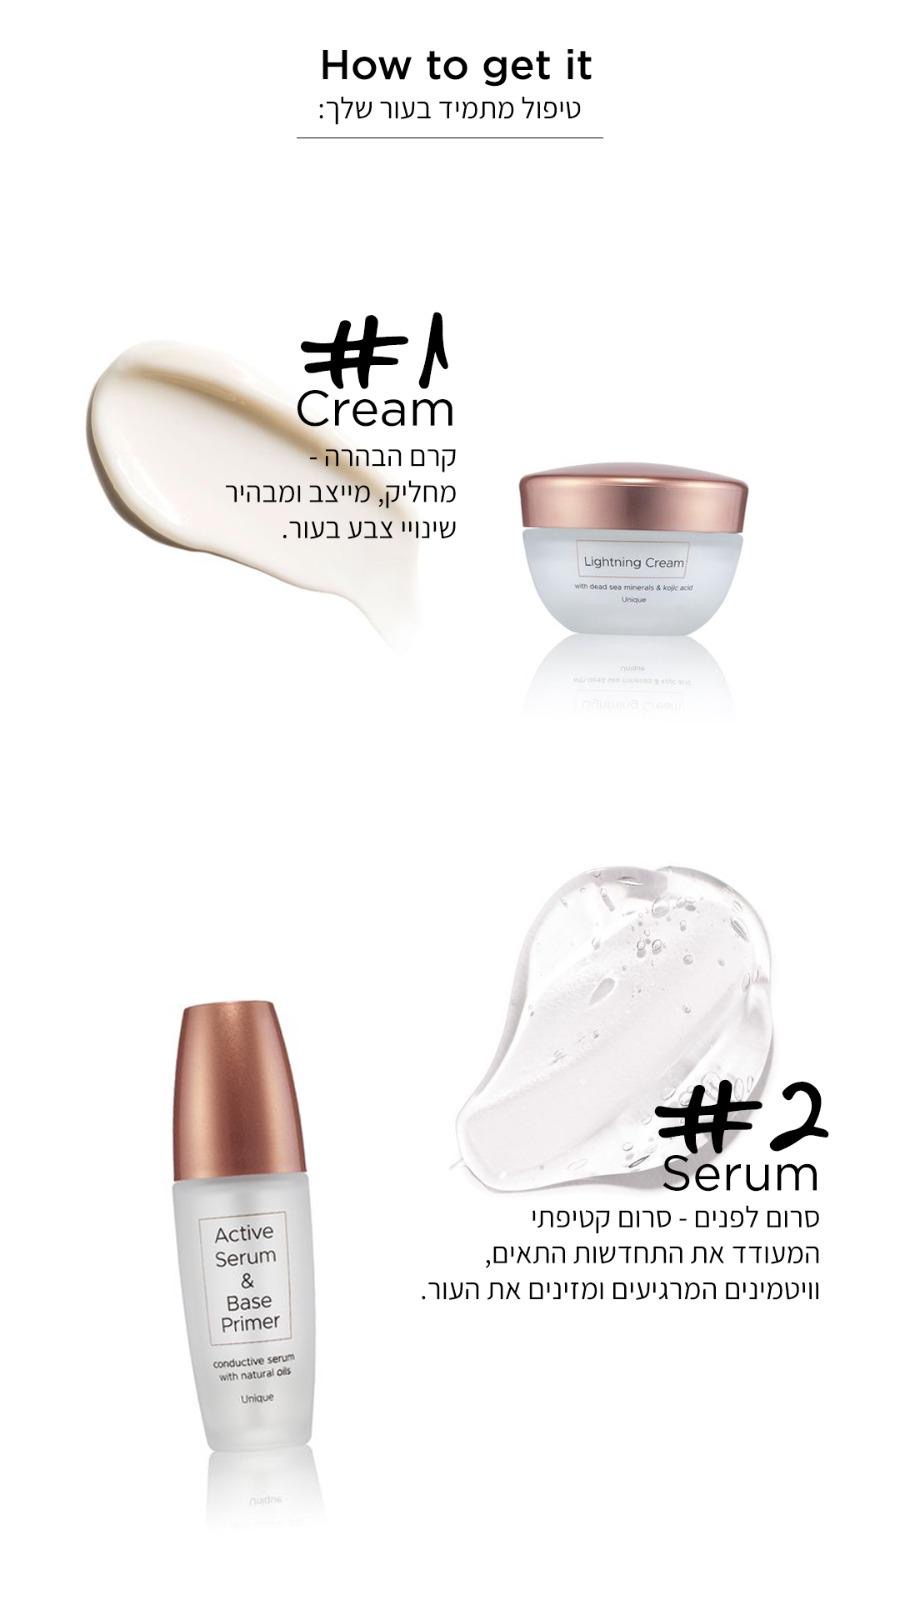 How to get it
טיפול מתמיד בעור שלך:
#1
Cream
קרם הבהרה -
מחליק, מייצב ומבהיר
שינויי צבע בעור.
Lightning Cream
with dead sea minerals & kojic acid
Unique
#2
Serum
סרום לפנים - סרום קטיפתי
המעודד את התחדשות התאים,
וויטמינים המרגיעים ומזינים את העור.
Active
Serum
&
Base
Primer
conductive serum
with natural oils
Unique